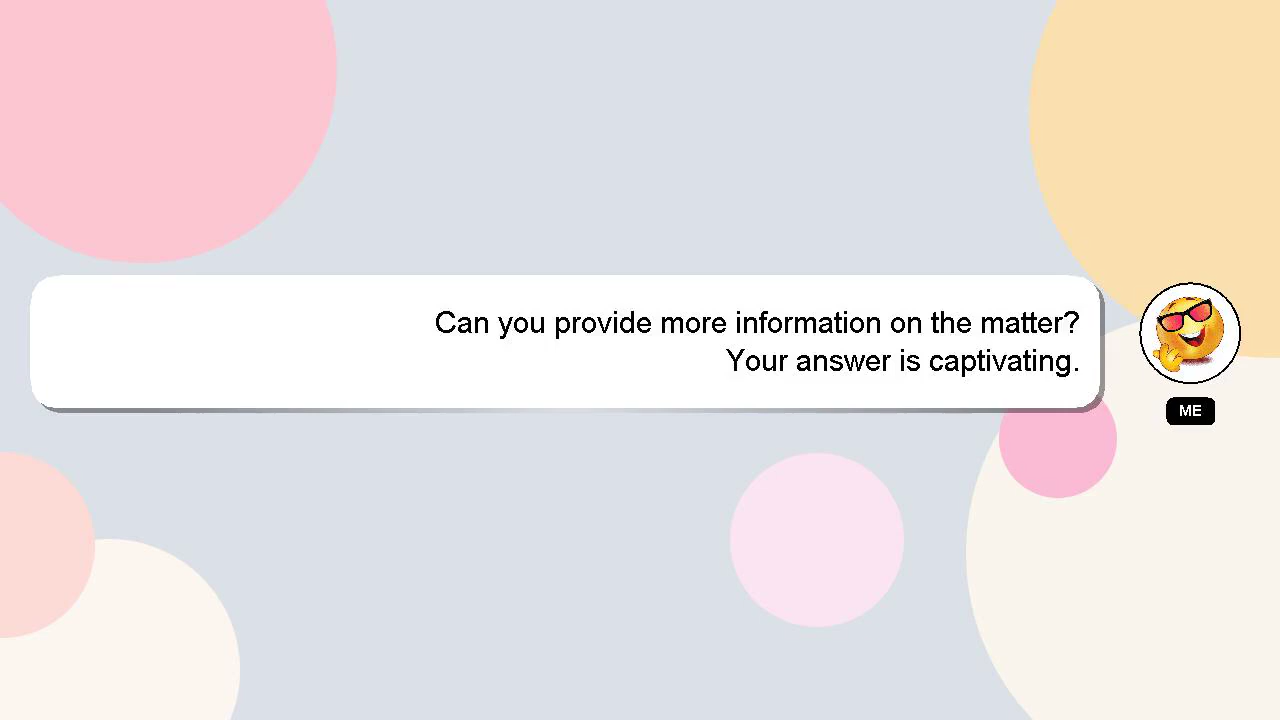 Can you provide more information on the matter?
Your answer is captivating.
ME